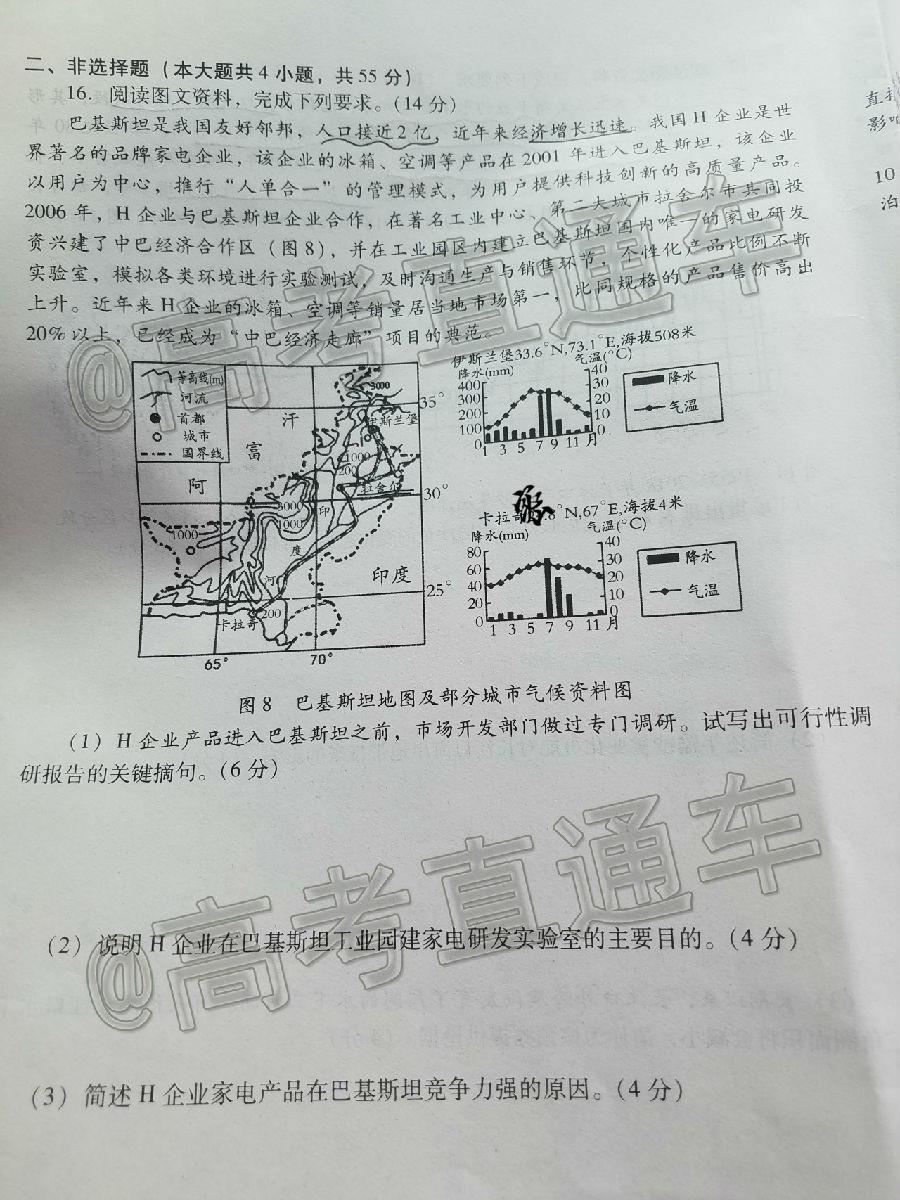 二、非选择题（本大题共4小题，共55分）
16. 阅读图文资料，完成下列要求。（14分）
巴基斯坦是我国友好邻邦，人口接近2亿，近年来经济增长迅速。我国H企业是世
界著名的品牌家电企业，该企业的冰箱、空调等产品在2001年进入巴基斯坦，该企业
以用户为中心，推行“人单合一”的管理模式，为用户提供科技创新的高质量产品。
2006年，H企业与巴基斯坦企业合作，在著名工业中心、第二大城市拉舍尔市共同投
资兴建了中巴经济合作区（图8），并在工业园区内建立巴基斯坦国内唯一的家电研发
实验室，模拟各类环境进行实验测试，及时沟通生产与销售环节，个性化产品比例不断
上升。近年来H企业的冰箱、空调等销量居当地市场第一，比同规格的产品售价高出
20%以上，已经成为“中巴经济走廊”项目的典范。
等高线(m)
河流
首都
城市
国界线
阿
富
汗
印度
印
度
河
伊斯兰堡
拉舍尔
卡拉奇
3000
1000
200
3000
1000
1000
200
35°
30°
25°
65°
70°
伊斯兰堡33.6°N,73.1°E,海拔508米
降水(mm)
气温(°C)
400
300
200
100
0
40
30
20
10
0
1 3 5 7 9 11 月
降水
气温
卡拉
8°N,67°E,海拔4米
降水(mm)
气温(°C)
80
60
40
20
0
40
30
20
10
0
1 3 5 7 9 11 月
降水
气温
图8 巴基斯坦地图及部分城市气候资料图
（1）H企业产品进入巴基斯坦之前，市场开发部门做过专门调研。试写出可行性调
研报告的关键摘句。（6分）
（2）说明H企业在巴基斯坦工业园建家电研发实验室的主要目的。（4分）
（3）简述H企业家电产品在巴基斯坦竞争力强的原因。（4分）
@高考直通车
@高考直通车
影响
10
泊